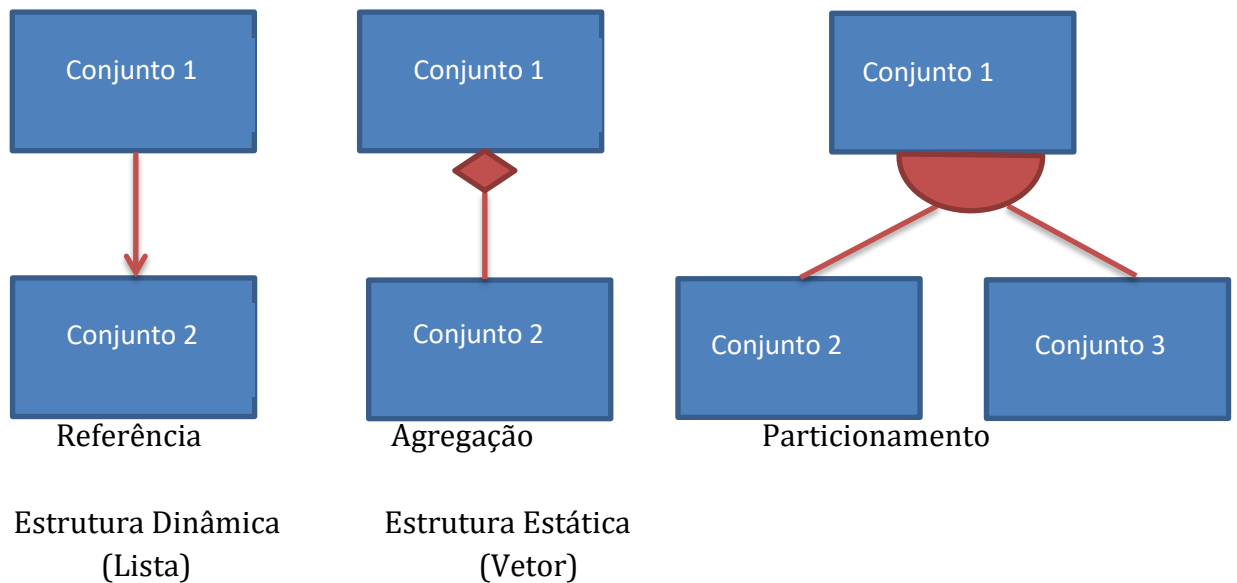 Conjunto 1
Conjunto 1
Conjunto 1
Conjunto 2
Conjunto 2
Conjunto 2
Conjunto 3
Referência
Agregação
Particionamento
Estrutura Dinâmica
(Lista)
Estrutura Estática
(Vetor)